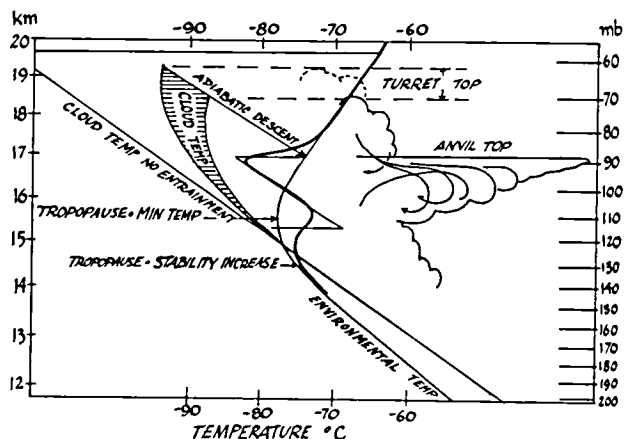 km
-90 -80 -70 -60
mb
20
19
18
17
16
15
14
13
12
60
70
80
90
100
110
120
130
140
150
160
170
180
190
200
TURRET TOP
ADIABATIC DESCENT
CLOUD TEMP
ANVIL TOP
CLOUD TEMP NO ENTRAINMENT
TROPOPAUSE = MIN TEMP
TROPOPAUSE = STABILITY INCREASE
ENVIRONMENTAL TEMP
-90 -80 -70 -60
TEMPERATURE °C